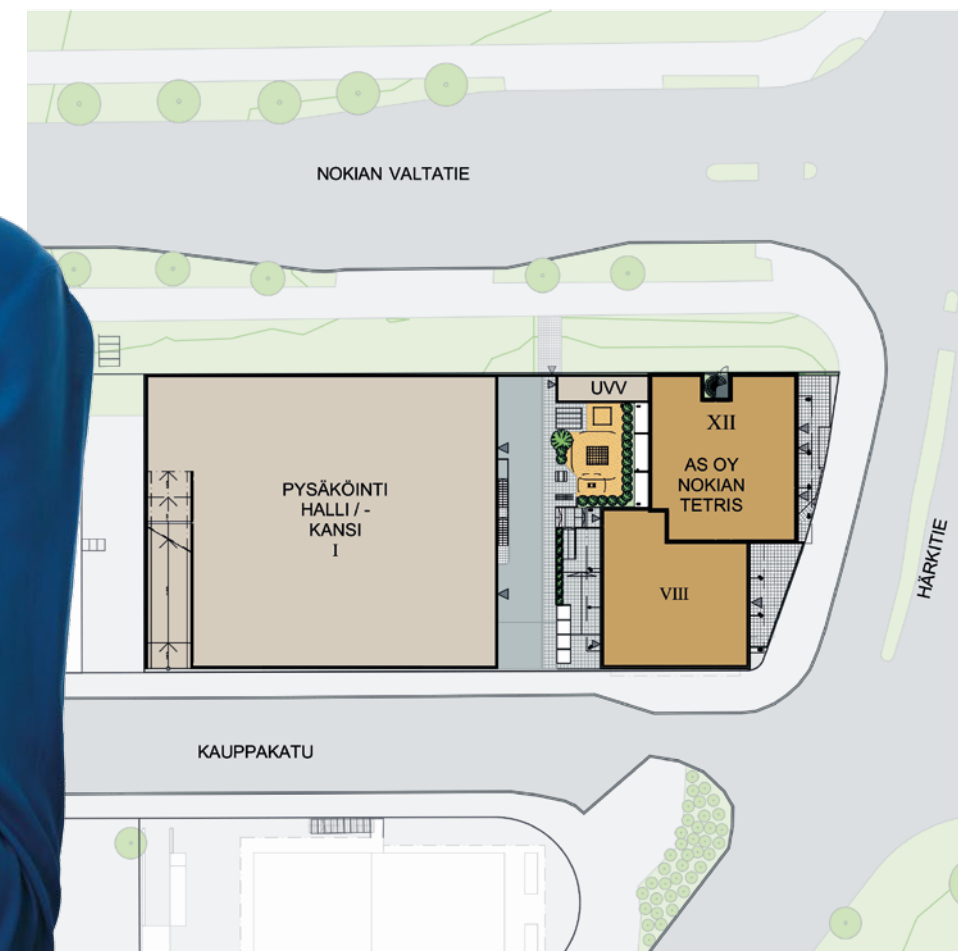 NOKIAN VALTATIE
UVV
XII
AS OY
NOKIAN
TETRIS
PYSÄKÖINTI
HALLI / -
KANSI
I
VIII
HÄRKITIE
KAUPPAKATU